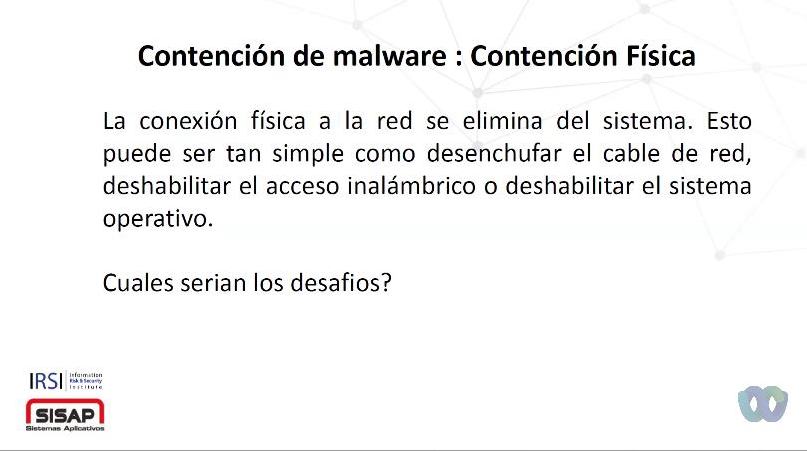 Contención de malware : Contención Física
La conexión física a la red se elimina del sistema. Esto
puede ser tan simple como desenchufar el cable de red,
deshabilitar el acceso inalámbrico o deshabilitar el sistema
operativo.
Cuales serian los desafios?
IRSI
Information
Risk & Security
Institute
SISAP
Sistemas Aplicativos